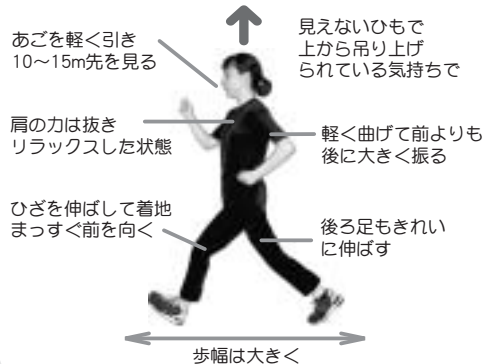 あごを軽く引き
10〜15m先を見る
見えないひもで
上から吊り上げ
られている気持ちで
肩の力は抜き
リラックスした状態
軽く曲げて前よりも
後に大きく振る
ひざを伸ばして着地
まっすぐ前を向く
後ろ足もきれい
に伸ばす
歩幅は大きく